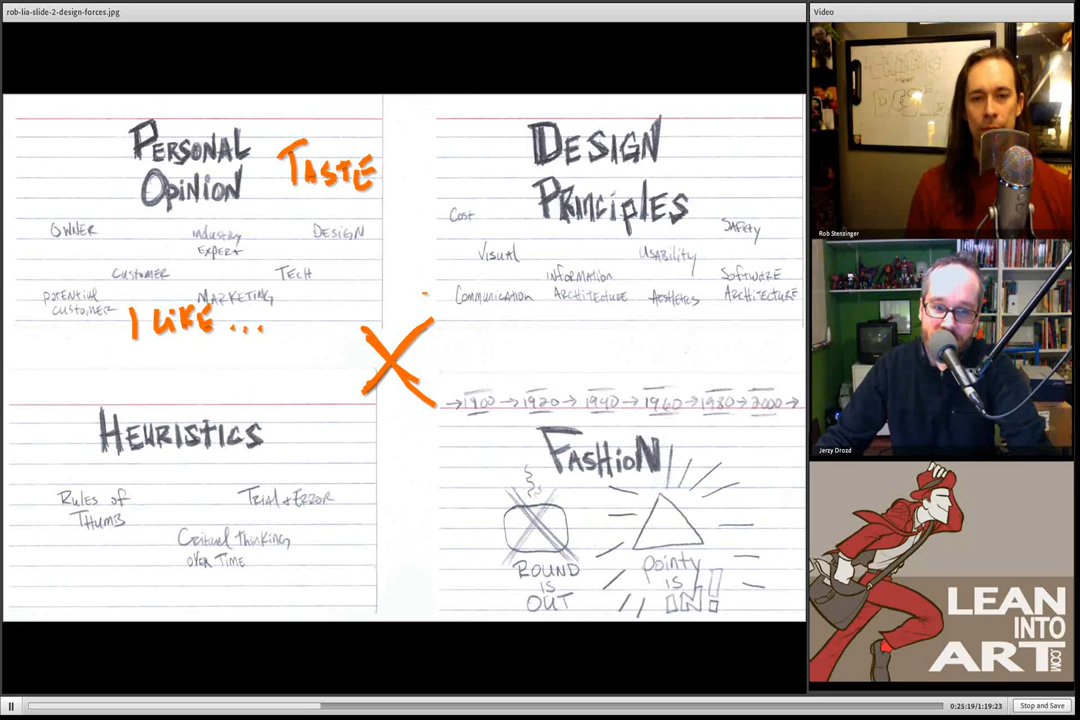 rob-lia-slide-2-design-forces.jpg
Video
PERSONAL
OPINION
TASTE
OWNER
INDUSTRY
EXPERT
DESIGN
CUSTOMER
TECH
POTENTIAL
CUSTOMER
MARKETING
I LIKE ...
DESIGN
PRINCIPLES
COST
SAFETY
VISUAL
USABILITY
INFORMATION
ARCHITECTURE
SOFTWARE
ARCHITECTURE
COMMUNICATION
AESTHETICS
HEURISTICS
RULES OF
THUMB
TRIAL + ERROR
CRITICAL THINKING
OVER TIME
→1900→1920→1940→1960→1980→2000→
FASHION
ROUND
IS
OUT
POINTY
IS
IN!
Rob Stenzinger
Jerzy Drozd
LEAN
INTO
ART.COM
0:25:19/1:19:23
Stop and Save